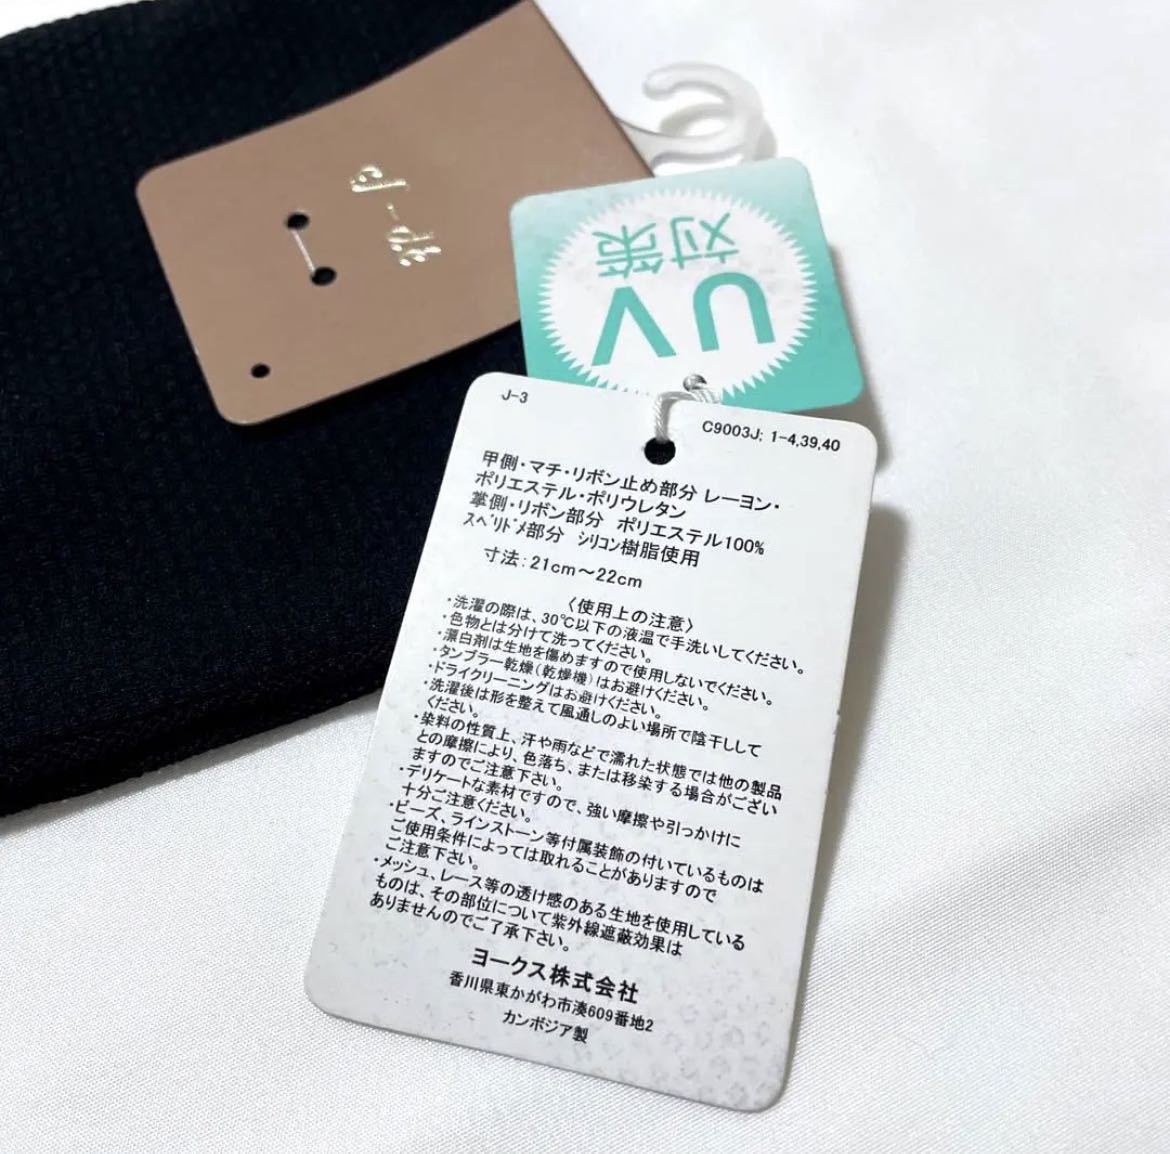 UV
対策
J-3
C9003J; 1-4,39,40
甲側・マチ・リボン止め部分 レーヨン・
ポリエステル・ポリウレタン
掌側・リボン部分 ポリエステル100%
スベリドメ部分 シリコン樹脂使用
寸法：21cm～22cm
〈使用上の注意〉
・洗濯の際は、30℃以下の液温で手洗いしてください。
・色物とは分けて洗ってください。
・漂白剤は生地を傷めますので使用しないでください。
・タンブラー乾燥（乾燥機）はお避けください。
・ドライクリーニングはお避けください。
・洗濯後は形を整えて風通しのよい場所で陰干しして
ください。
・染料の性質上、汗や雨などで濡れた状態では他の製品
との摩擦により、色落ち、または移染する場合がござい
ますのでご注意下さい。
・デリケートな素材ですので、強い摩擦や引っかけに
十分ご注意ください。
・ビーズ、ラインストーン等付属装飾の付いているものは
ご使用条件によっては取れることがありますので
ご注意下さい。
・メッシュ、レース等の透け感のある生地を使用している
ものは、その部位について紫外線遮蔽効果は
ありませんのでご了承下さい。
ヨークス株式会社
香川県東かがわ市湊609番地2
カンボジア製